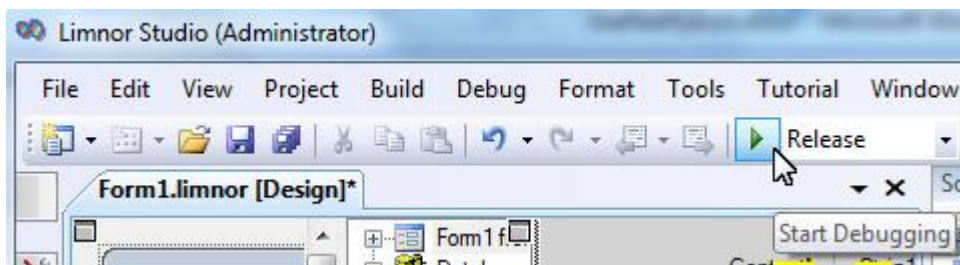 Limnor Studio (Administrator)
File Edit View Project Build Debug Format Tools Tutorial Window
Release
Form1.limnor [Design]*
Form1 f...
Start Debugging